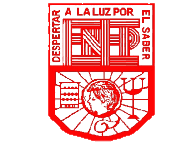 DESPERTAR
A LA LUZ POR
EL SABER
ENP